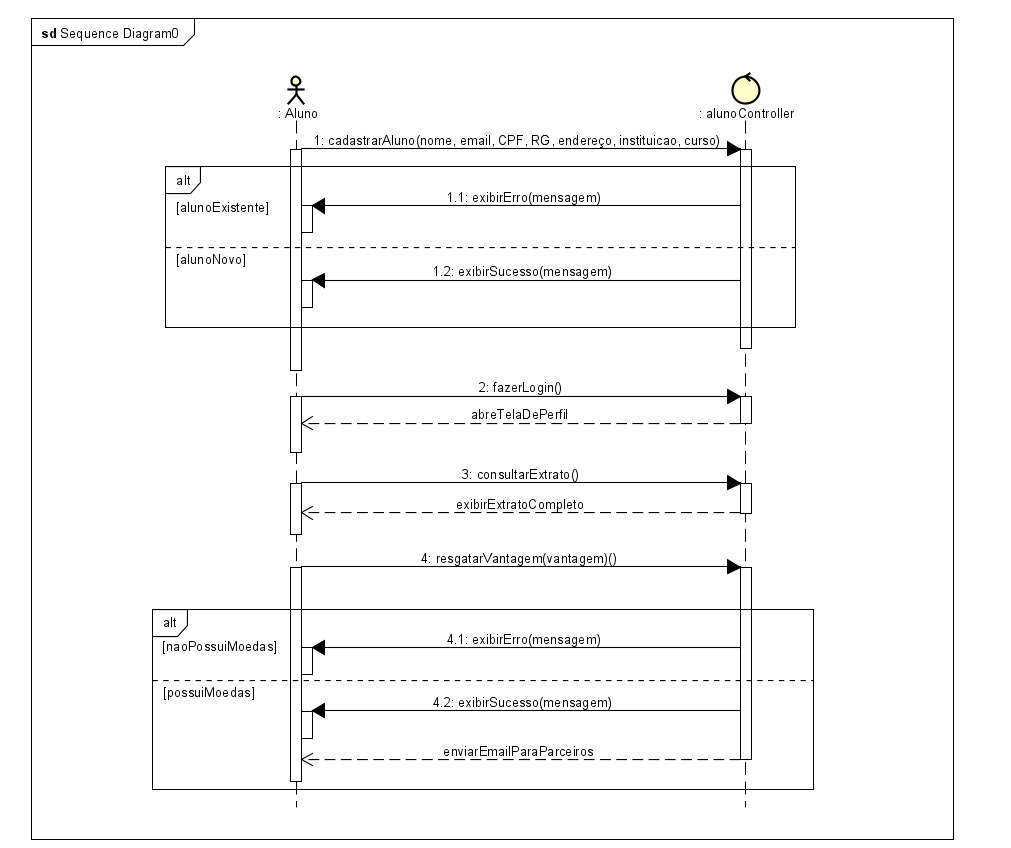 sd Sequence Diagram0
: Aluno
: alunoController
1: cadastrarAluno(nome, email, CPF, RG, endereço, instituicao, curso)
alt
1.1: exibirErro(mensagem)
[alunoExistente]
[alunoNovo]
1.2: exibirSucesso(mensagem)
2: fazerLogin()
abreTelaDePerfil
3: consultarExtrato()
exibirExtratoCompleto
4: resgatarVantagem(vantagem)()
alt
4.1: exibirErro(mensagem)
[naoPossuiMoedas]
[possuiMoedas]
4.2: exibirSucesso(mensagem)
enviarEmailParaParceiros